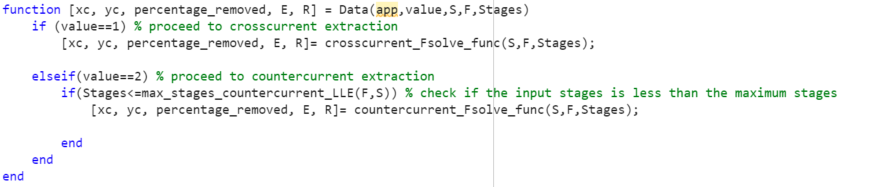 function [xc, yc, percentage_removed, E, R] = Data(app,value,S,F,Stages)
if (value==1) % proceed to crosscurrent extraction
[xc, yc, percentage_removed, E, R]= crosscurrent_Fsolve_func(S,F,Stages);
elseif(value==2) % proceed to countercurrent extraction
if(Stages<=max_stages_countercurrent_LLE(F,S)) % check if the input stages is less than the maximum stages
[xc, yc, percentage_removed, E, R]= countercurrent_Fsolve_func(S,F,Stages);
end
end
end